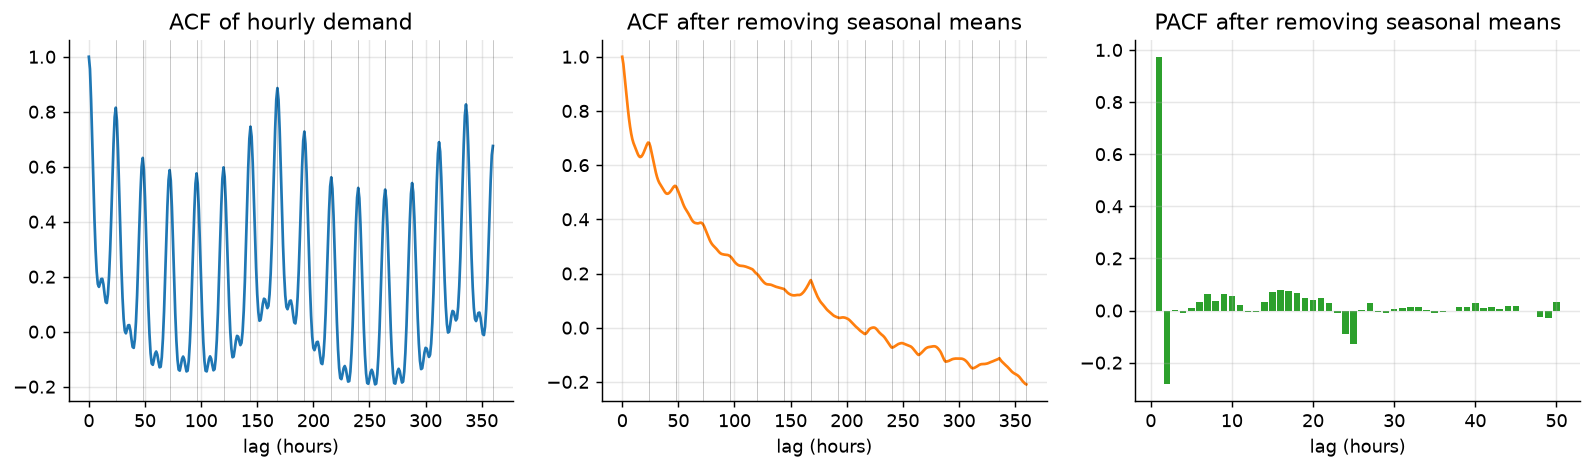 ACF of hourly demand
1.0
0.8
0.6
0.4
0.2
0.0
−0.2
0 50 100 150 200 250 300 350
lag (hours)
ACF after removing seasonal means
1.0
0.8
0.6
0.4
0.2
0.0
−0.2
0 50 100 150 200 250 300 350
lag (hours)
PACF after removing seasonal means
1.0
0.8
0.6
0.4
0.2
0.0
−0.2
0 10 20 30 40 50
lag (hours)